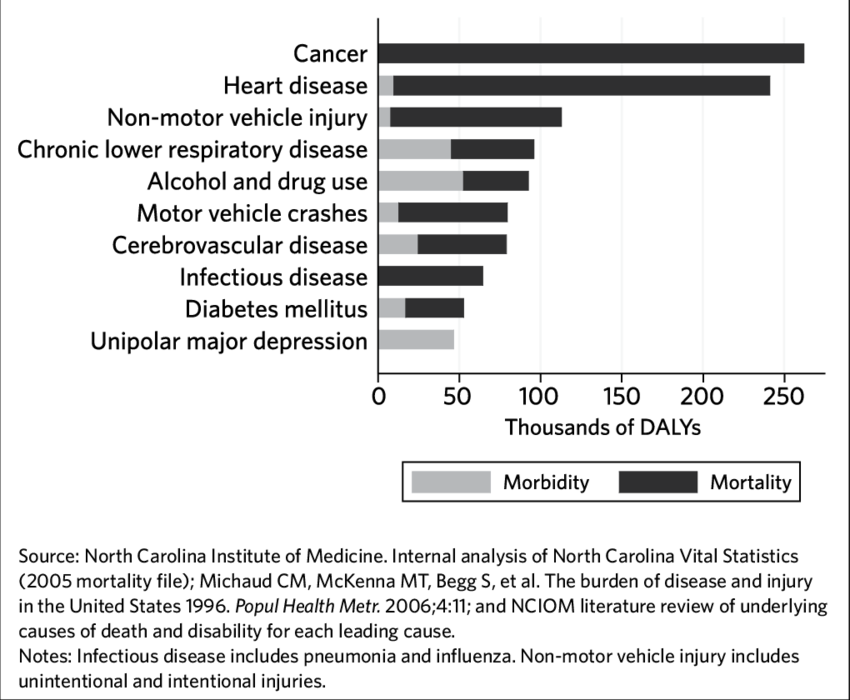 Cancer
Heart disease
Non-motor vehicle injury
Chronic lower respiratory disease
Alcohol and drug use
Motor vehicle crashes
Cerebrovascular disease
Infectious disease
Diabetes mellitus
Unipolar major depression
0 50 100 150 200 250
Thousands of DALYs
Morbidity Mortality
Source: North Carolina Institute of Medicine. Internal analysis of North Carolina Vital Statistics
(2005 mortality file); Michaud CM, McKenna MT, Begg S, et al. The burden of disease and injury
in the United States 1996. Popul Health Metr. 2006;4:11; and NCIOM literature review of underlying
causes of death and disability for each leading cause.
Notes: Infectious disease includes pneumonia and influenza. Non-motor vehicle injury includes
unintentional and intentional injuries.